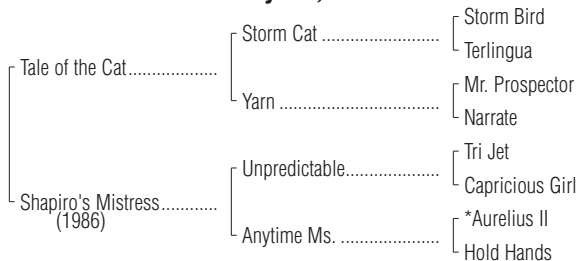 Storm Bird
Storm Cat ........................
Terlingua
Tale of the Cat..................
Mr. Prospector
Yarn ................................
Narrate
Tri Jet
Unpredictable...................
Capricious Girl
Shapiro's Mistress...........
(1986)
*Aurelius II
Anytime Ms. ....................
Hold Hands